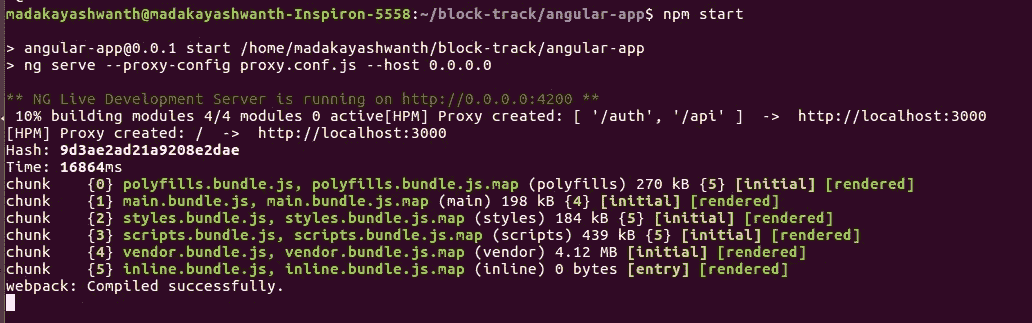 madakayashwanth@madakayashwanth-Inspiron-5558:~/block-track/angular-app$ npm start
> angular-app@0.0.1 start /home/madakayashwanth/block-track/angular-app
> ng serve --proxy-config proxy.conf.js --host 0.0.0.0
** NG Live Development Server is running on http://0.0.0.0:4200 **
10% building modules 4/4 modules 0 active[HPM] Proxy created: [ '/auth', '/api' ]  ->  http://localhost:3000
[HPM] Proxy created: /  ->  http://localhost:3000
Hash: 9d3ae2ad21a9208e2dae
Time: 16864ms
chunk    {0} polyfills.bundle.js, polyfills.bundle.js.map (polyfills) 270 kB {5} [initial] [rendered]
chunk    {1} main.bundle.js, main.bundle.js.map (main) 198 kB {4} [initial] [rendered]
chunk    {2} styles.bundle.js, styles.bundle.js.map (styles) 184 kB {5} [initial] [rendered]
chunk    {3} scripts.bundle.js, scripts.bundle.js.map (scripts) 439 kB {5} [initial] [rendered]
chunk    {4} vendor.bundle.js, vendor.bundle.js.map (vendor) 4.12 MB [initial] [rendered]
chunk    {5} inline.bundle.js, inline.bundle.js.map (inline) 0 bytes [entry] [rendered]
webpack: Compiled successfully.